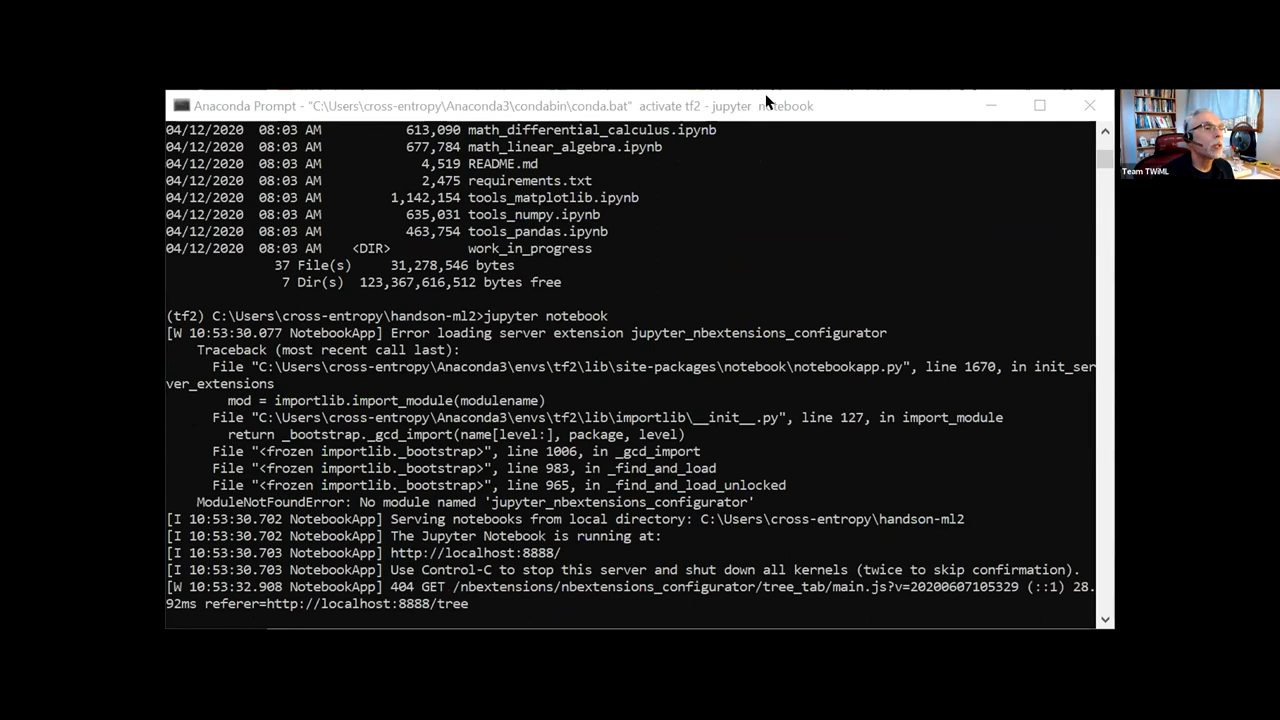 Anaconda Prompt - "C:\Users\cross-entropy\Anaconda3\condabin\conda.bat" activate tf2 - jupyter notebook
04/12/2020 08:03 AM 613,090 math_differential_calculus.ipynb
04/12/2020 08:03 AM 677,784 math_linear_algebra.ipynb
04/12/2020 08:03 AM 4,519 README.md
04/12/2020 08:03 AM 2,475 requirements.txt
04/12/2020 08:03 AM 1,142,154 tools_matplotlib.ipynb
04/12/2020 08:03 AM 635,031 tools_numpy.ipynb
04/12/2020 08:03 AM 463,754 tools_pandas.ipynb
04/12/2020 08:03 AM <DIR> work_in_progress
37 File(s) 31,278,546 bytes
7 Dir(s) 123,367,616,512 bytes free
(tf2) C:\Users\cross-entropy\handson-ml2>jupyter notebook
[W 10:53:30.077 NotebookApp] Error loading server extension jupyter_nbextensions_configurator
Traceback (most recent call last):
File "C:\Users\cross-entropy\Anaconda3\envs\tf2\lib\site-packages\notebook\notebookapp.py", line 1670, in init_ser
ver_extensions
mod = importlib.import_module(modulename)
File "C:\Users\cross-entropy\Anaconda3\envs\tf2\lib\importlib\__init__.py", line 127, in import_module
return _bootstrap._gcd_import(name[level:], package, level)
File "<frozen importlib._bootstrap>", line 1006, in _gcd_import
File "<frozen importlib._bootstrap>", line 983, in _find_and_load
File "<frozen importlib._bootstrap>", line 965, in _find_and_load_unlocked
ModuleNotFoundError: No module named 'jupyter_nbextensions_configurator'
[I 10:53:30.702 NotebookApp] Serving notebooks from local directory: C:\Users\cross-entropy\handson-ml2
[I 10:53:30.702 NotebookApp] The Jupyter Notebook is running at:
[I 10:53:30.703 NotebookApp] http://localhost:8888/
[I 10:53:30.703 NotebookApp] Use Control-C to stop this server and shut down all kernels (twice to skip confirmation).
[W 10:53:32.908 NotebookApp] 404 GET /nbextensions/nbextensions_configurator/tree_tab/main.js?v=20200607105329 (::1) 28.
92ms referer=http://localhost:8888/tree
Team TWiML